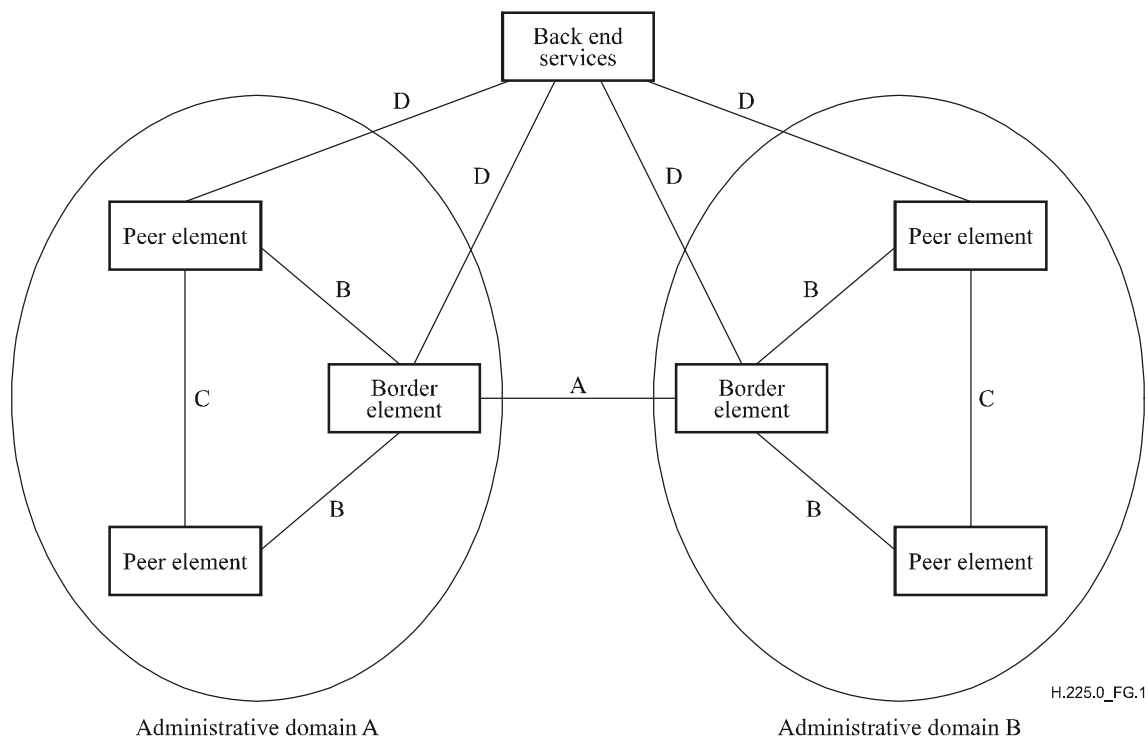 Back end
services
D
D
D
D
Peer element
Peer element
B
B
Border
element
A
Border
element
C
C
B
B
Peer element
Peer element
H.225.0_FG.1
Administrative domain A
Administrative domain B